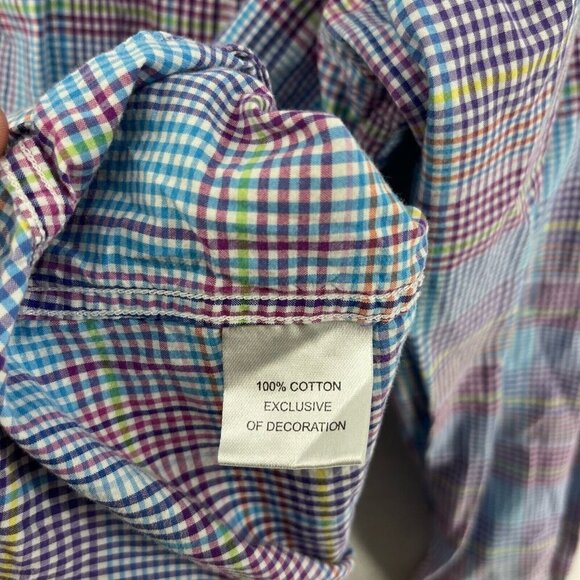 100% COTTON
EXCLUSIVE
OF DECORATION